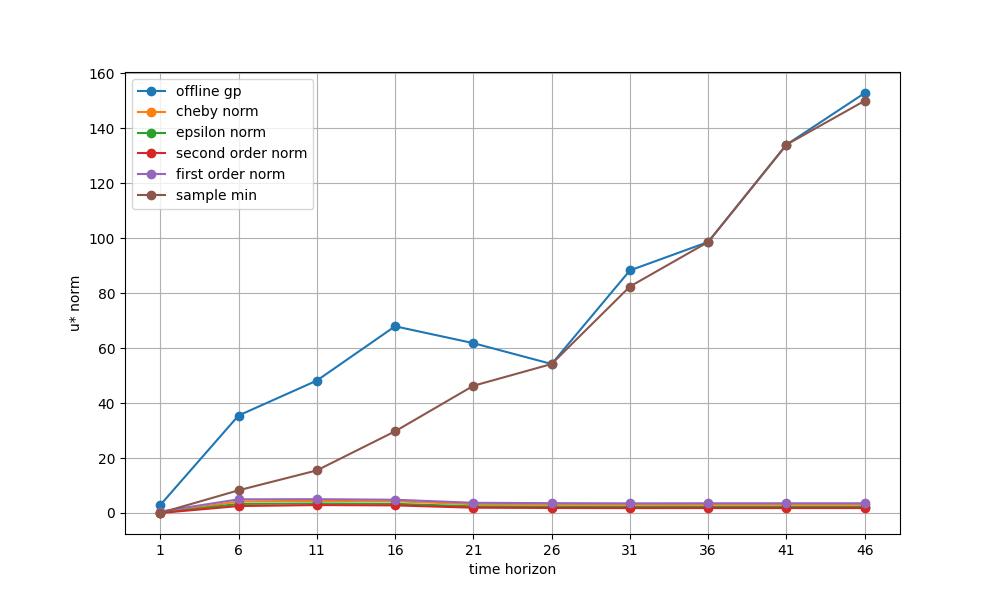 160
140
120
100
80
60
40
20
0
u* norm
offline gp
cheby norm
epsilon norm
second order norm
first order norm
sample min
1 6 11 16 21 26 31 36 41 46
time horizon